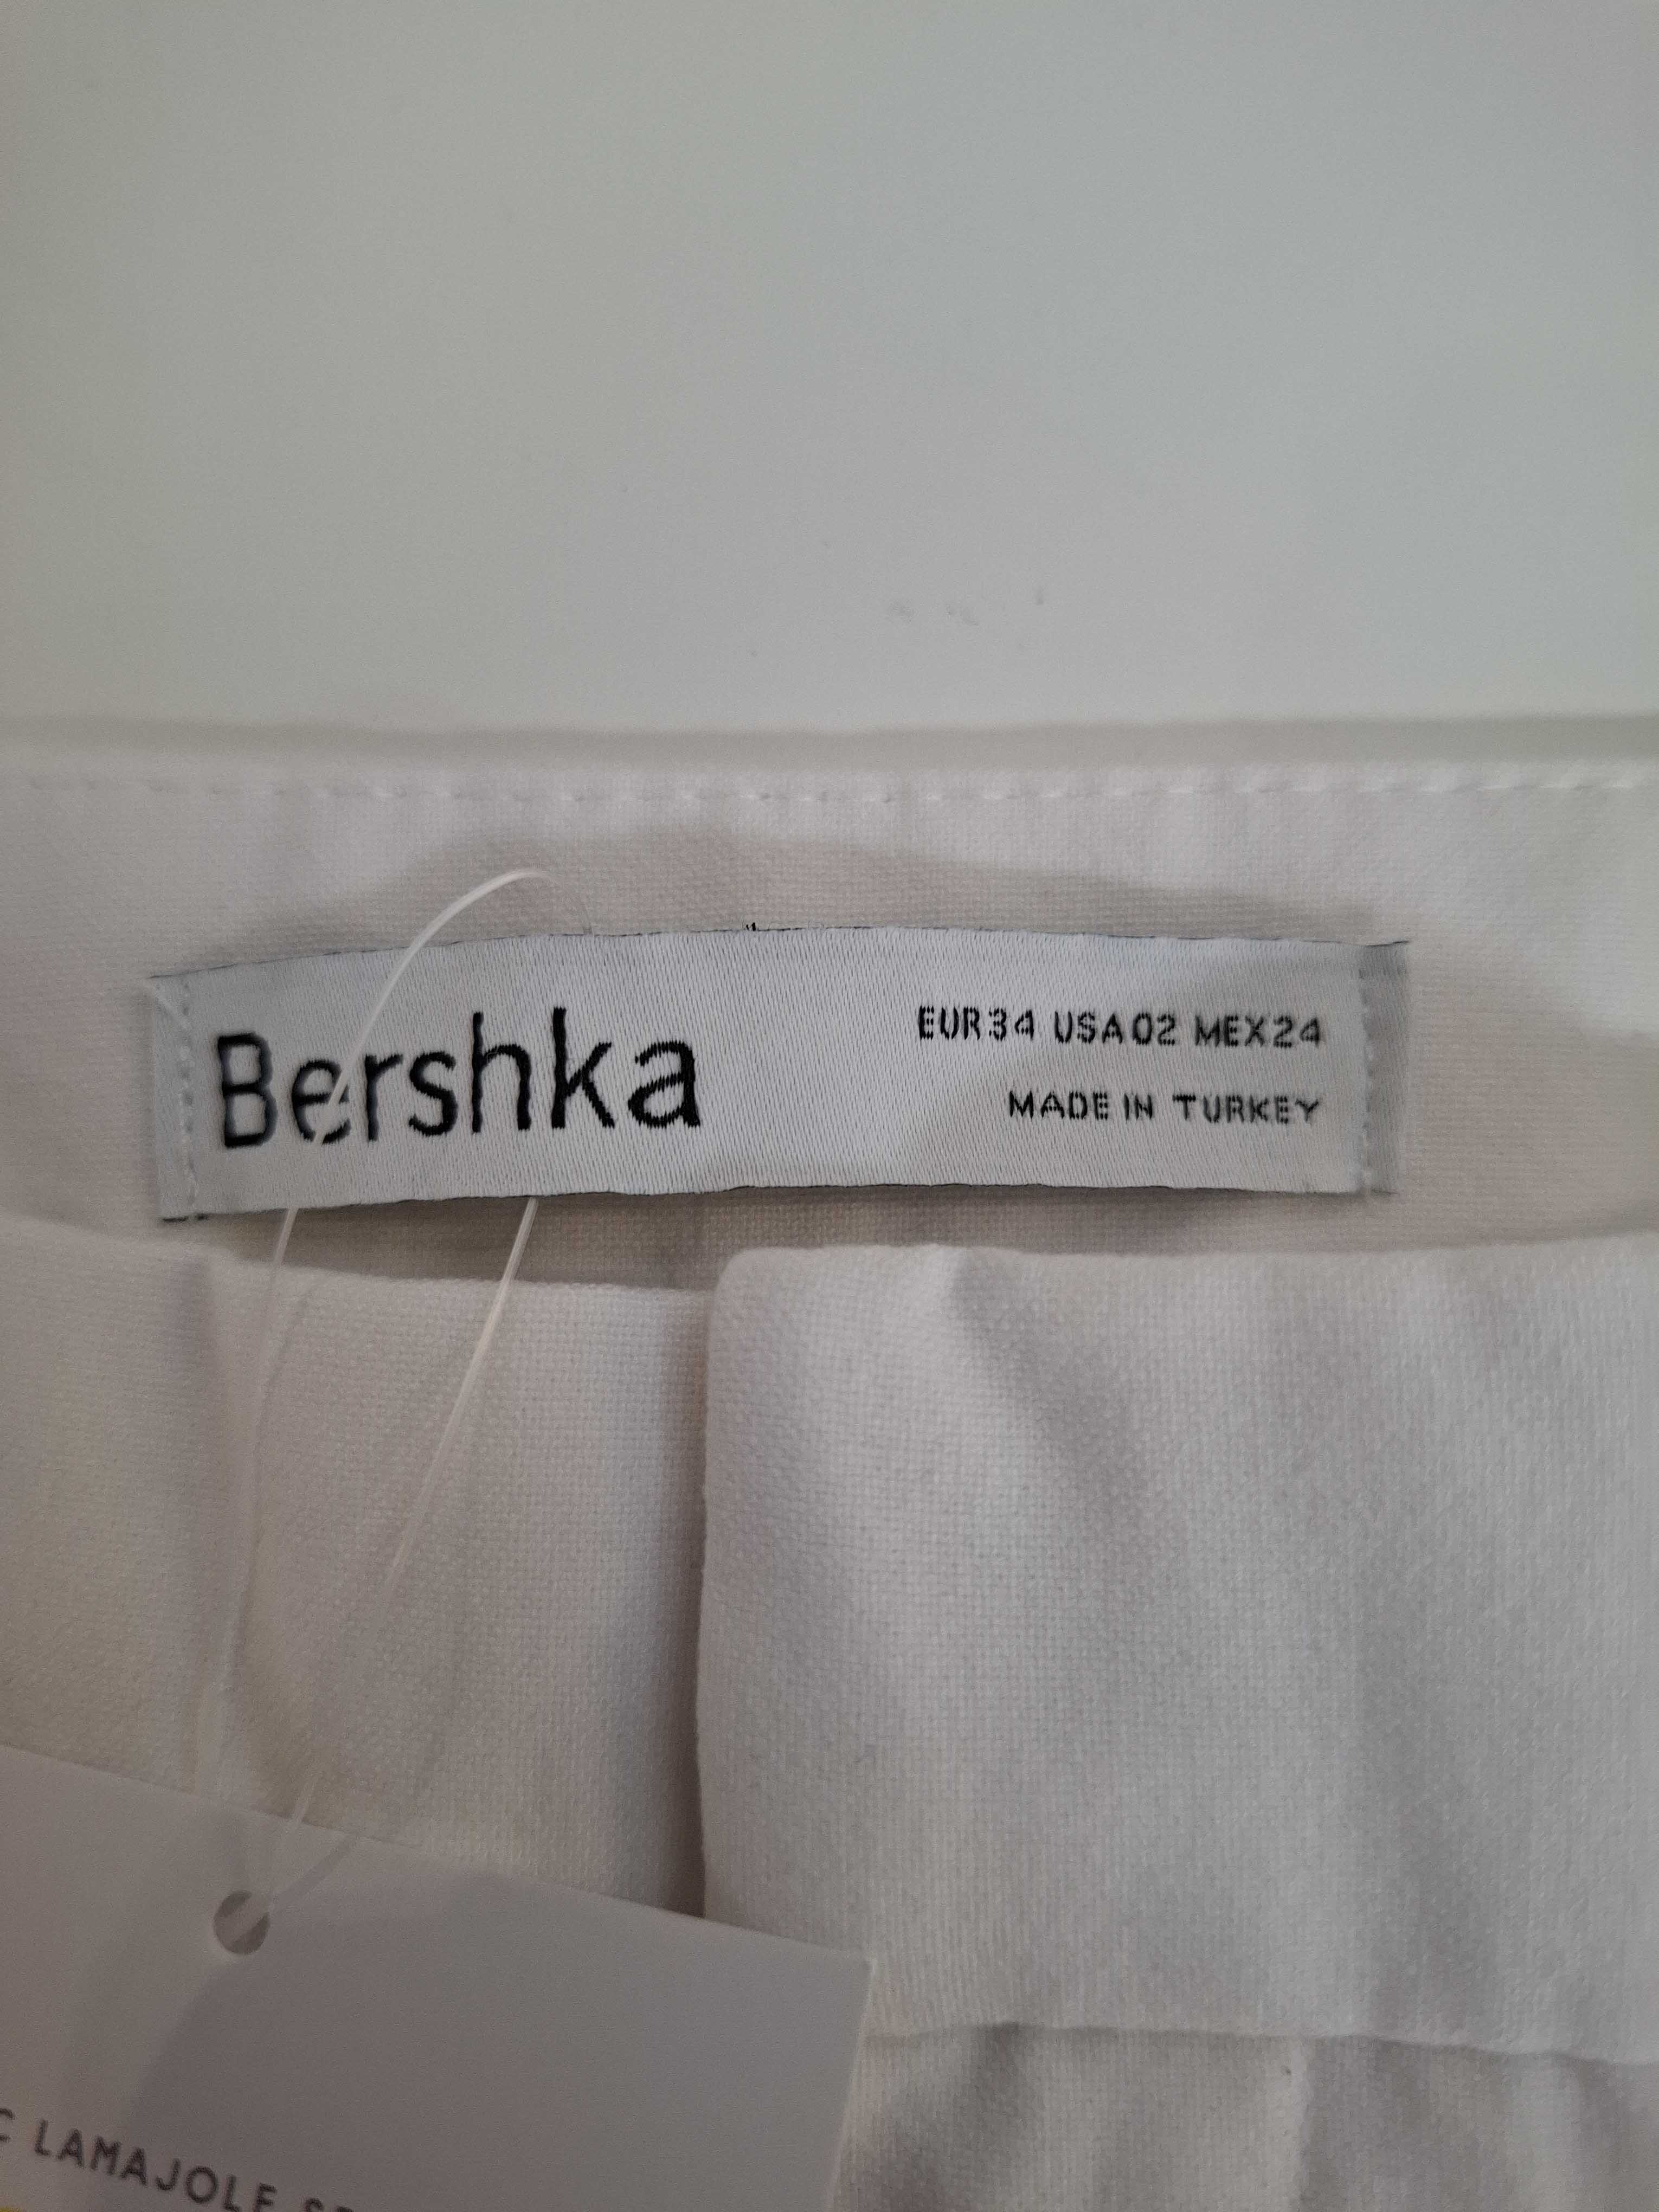 Bershka
EUR34 USA02 MEX24
MADE IN TURKEY
C LAMAJOLE